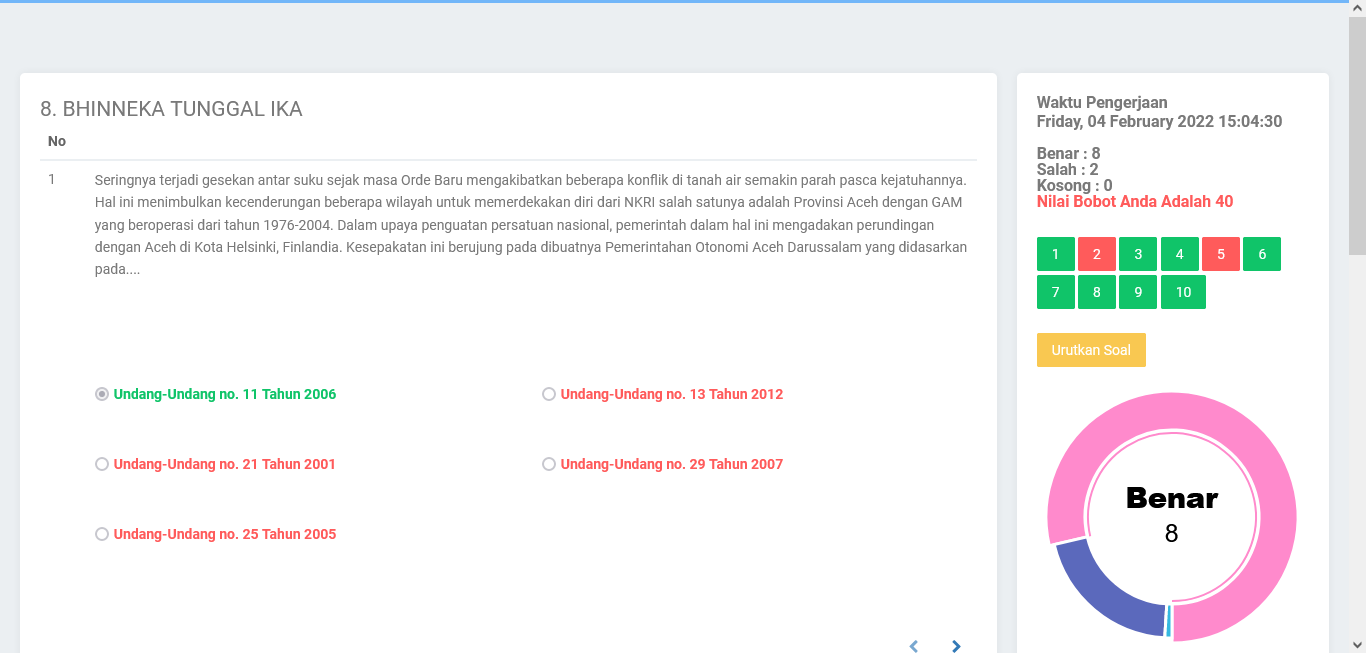 8. BHINNEKA TUNGGAL IKA
No
1
Seringnya terjadi gesekan antar suku sejak masa Orde Baru mengakibatkan beberapa konflik di tanah air semakin parah pasca kejatuhannya.
Hal ini menimbulkan kecenderungan beberapa wilayah untuk memerdekakan diri dari NKRI salah satunya adalah Provinsi Aceh dengan GAM
yang beroperasi dari tahun 1976-2004. Dalam upaya penguatan persatuan nasional, pemerintah dalam hal ini mengadakan perundingan
dengan Aceh di Kota Helsinki, Finlandia. Kesepakatan ini berujung pada dibuatnya Pemerintahan Otonomi Aceh Darussalam yang didasarkan
pada....
Undang-Undang no. 11 Tahun 2006
Undang-Undang no. 13 Tahun 2012
Undang-Undang no. 21 Tahun 2001
Undang-Undang no. 29 Tahun 2007
Undang-Undang no. 25 Tahun 2005
Waktu Pengerjaan
Friday, 04 February 2022 15:04:30
Benar : 8
Salah : 2
Kosong : 0
Nilai Bobot Anda Adalah 40
1 2 3 4 5 6
7 8 9 10
Urutkan Soal
Benar
8